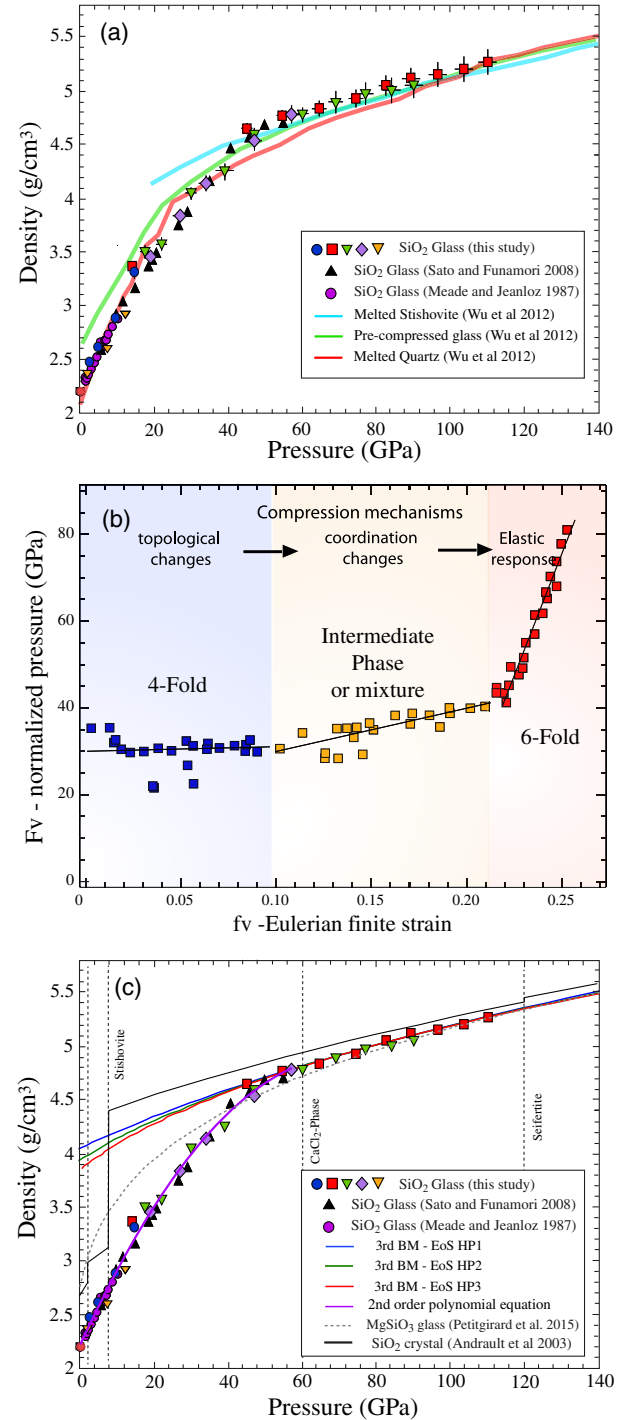 (a)
Density (g/cm³)
5.5
5
4.5
4
3.5
3
2.5
2
SiO₂ Glass (this study)
SiO₂ Glass (Sato and Funamori 2008)
SiO₂ Glass (Meade and Jeanloz 1987)
Melted Stishovite (Wu et al 2012)
Pre-compressed glass (Wu et al 2012)
Melted Quartz (Wu et al 2012)
0 20 40 60 80 100 120 140
Pressure (GPa)
(b)
Compression mechanisms
topological
changes
coordination
changes
Elastic
response
Fv - normalized pressure (GPa)
80
60
40
20
0
4-Fold
Intermediate
Phase
or mixture
6-Fold
0 0.05 0.10 0.15 0.20 0.25
fv -Eulerian finite strain
(c)
Density (g/cm³)
5.5
5
4.5
4
3.5
3
2.5
2
Stishovite
CaCl₂-Phase
Seifertite
SiO₂ Glass (this study)
SiO₂ Glass (Sato and Funamori 2008)
SiO₂ Glass (Meade and Jeanloz 1987)
3rd BM - EoS HP1
3rd BM - EoS HP2
3rd BM - EoS HP3
2nd order polynomial equation
MgSiO₃ glass (Petitgirard et al. 2015)
SiO₂ crystal (Andrault et al 2003)
0 20 40 60 80 100 120 140
Pressure (GPa)